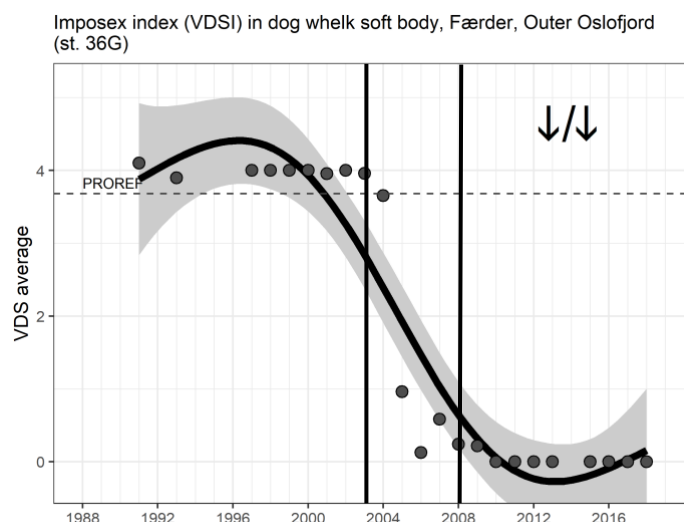 Imposex index (VDSI) in dog whelk soft body, Færder, Outer Oslofjord
(st. 36G)
↓/↓
4
PROREF
VDS average
2
0
1988 1992 1996 2000 2004 2008 2012 2016